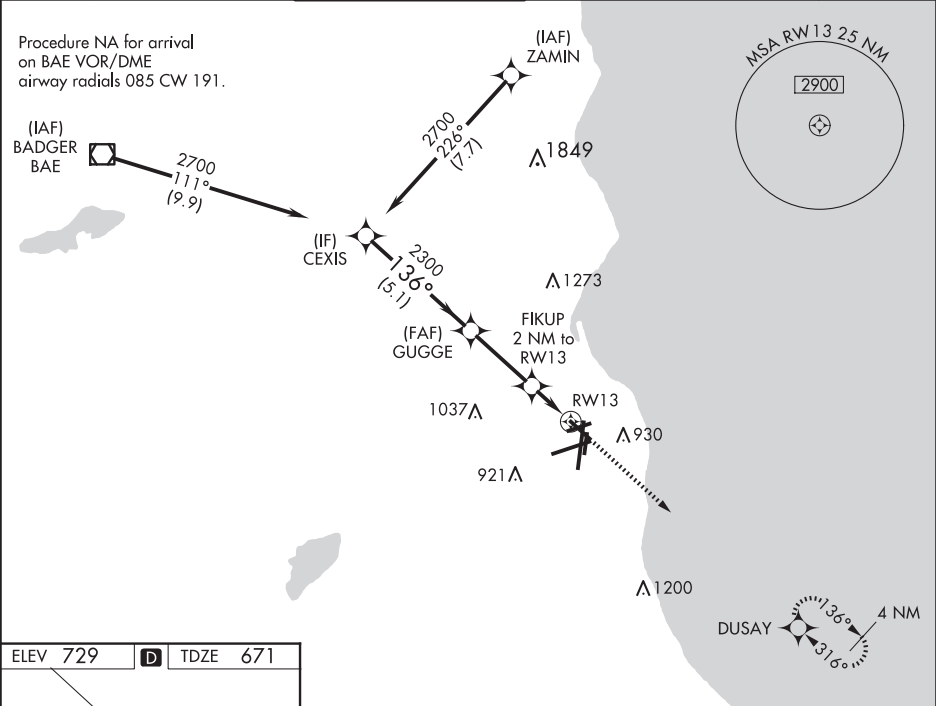 Procedure NA for arrival
on BAE VOR/DME
airway radials 085 CW 191.
(IAF)
ZAMIN
MSA RW13 25 NM
2900
(IAF)
BADGER
BAE
2700
111°
(9.9)
2700
226°
(7.7)
1849
(IF)
CEXIS
2300
136°
(5.1)
1273
(FAF)
GUGGE
FIKUP
2 NM to
RW13
1037
RW13
930
921
1200
DUSAY
136°
316°
4 NM
ELEV 729
D
TDZE 671